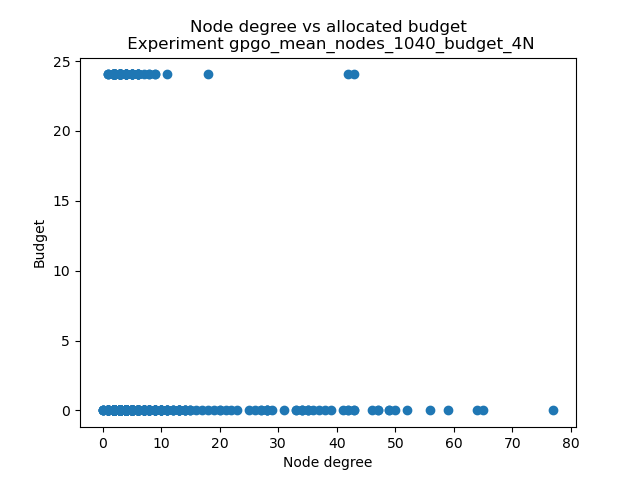 Node degree vs allocated budget
Experiment gpgo_mean_nodes_1040_budget_4N
25
20
15
10
5
0
Budget
0 10 20 30 40 50 60 70 80
Node degree